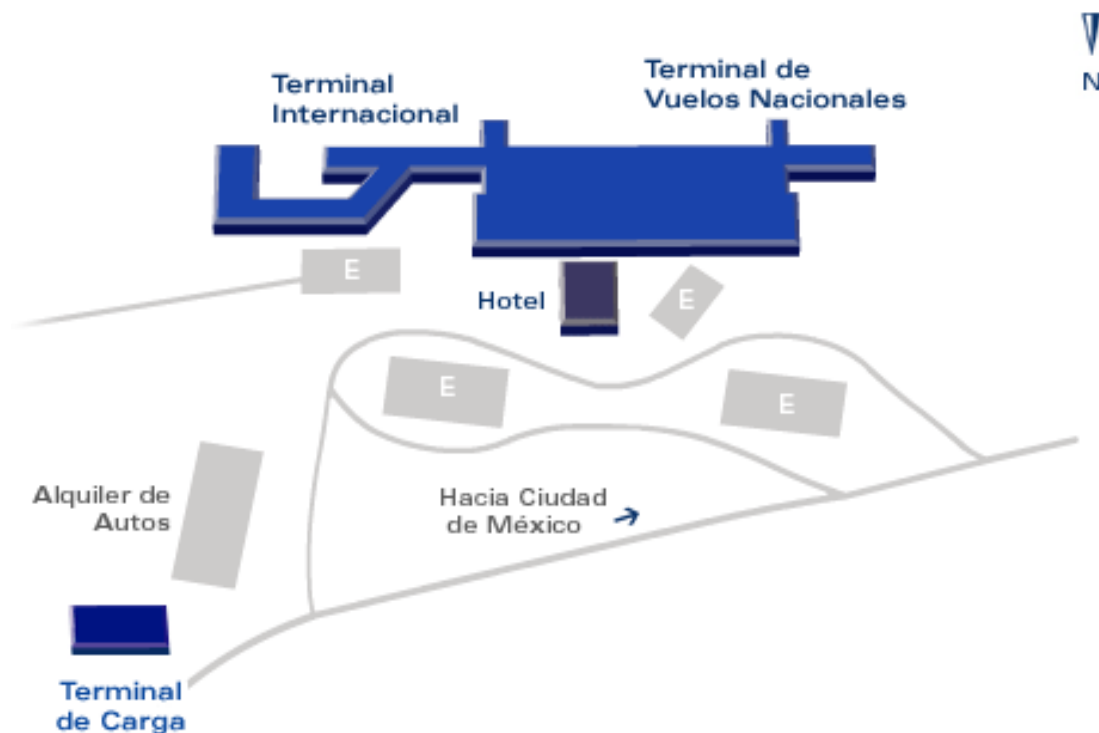 Terminal
Internacional
Terminal de
Vuelos Nacionales
N
E
Hotel
E
E
E
Alquiler de
Autos
Hacia Ciudad
de México
Terminal
de Carga